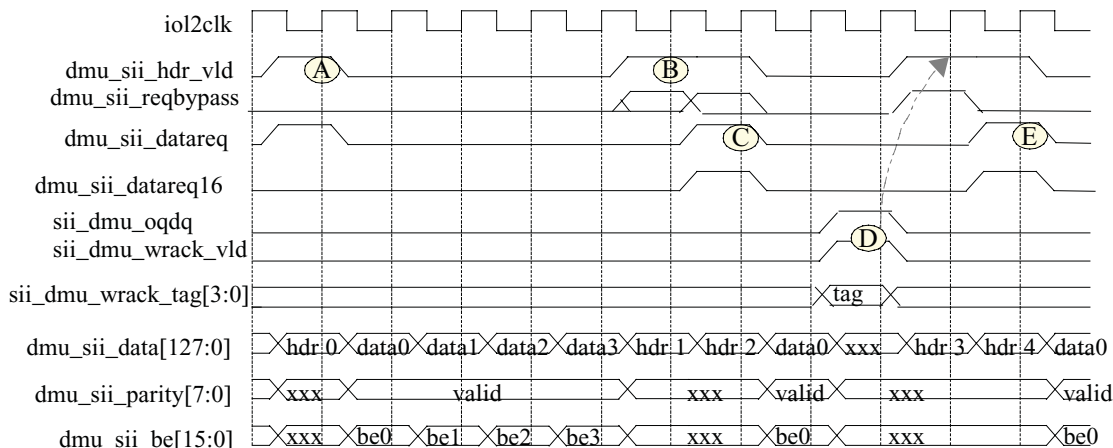 iol2clk
dmu_sii_hdr_vld A B
dmu_sii_reqbypass
dmu_sii_datareq C E
dmu_sii_datareq16
sii_dmu_oqdq
sii_dmu_wrack_vld D
sii_dmu_wrack_tag[3:0] tag
dmu_sii_data[127:0] hdr 0 data0 data1 data2 data3 hdr 1 hdr 2 data0 xxx hdr 3 hdr 4 data0
dmu_sii_parity[7:0] xxx valid xxx valid xxx valid
dmu_sii_be[15:0] xxx be0 be1 be2 be3 xxx be0 xxx be0